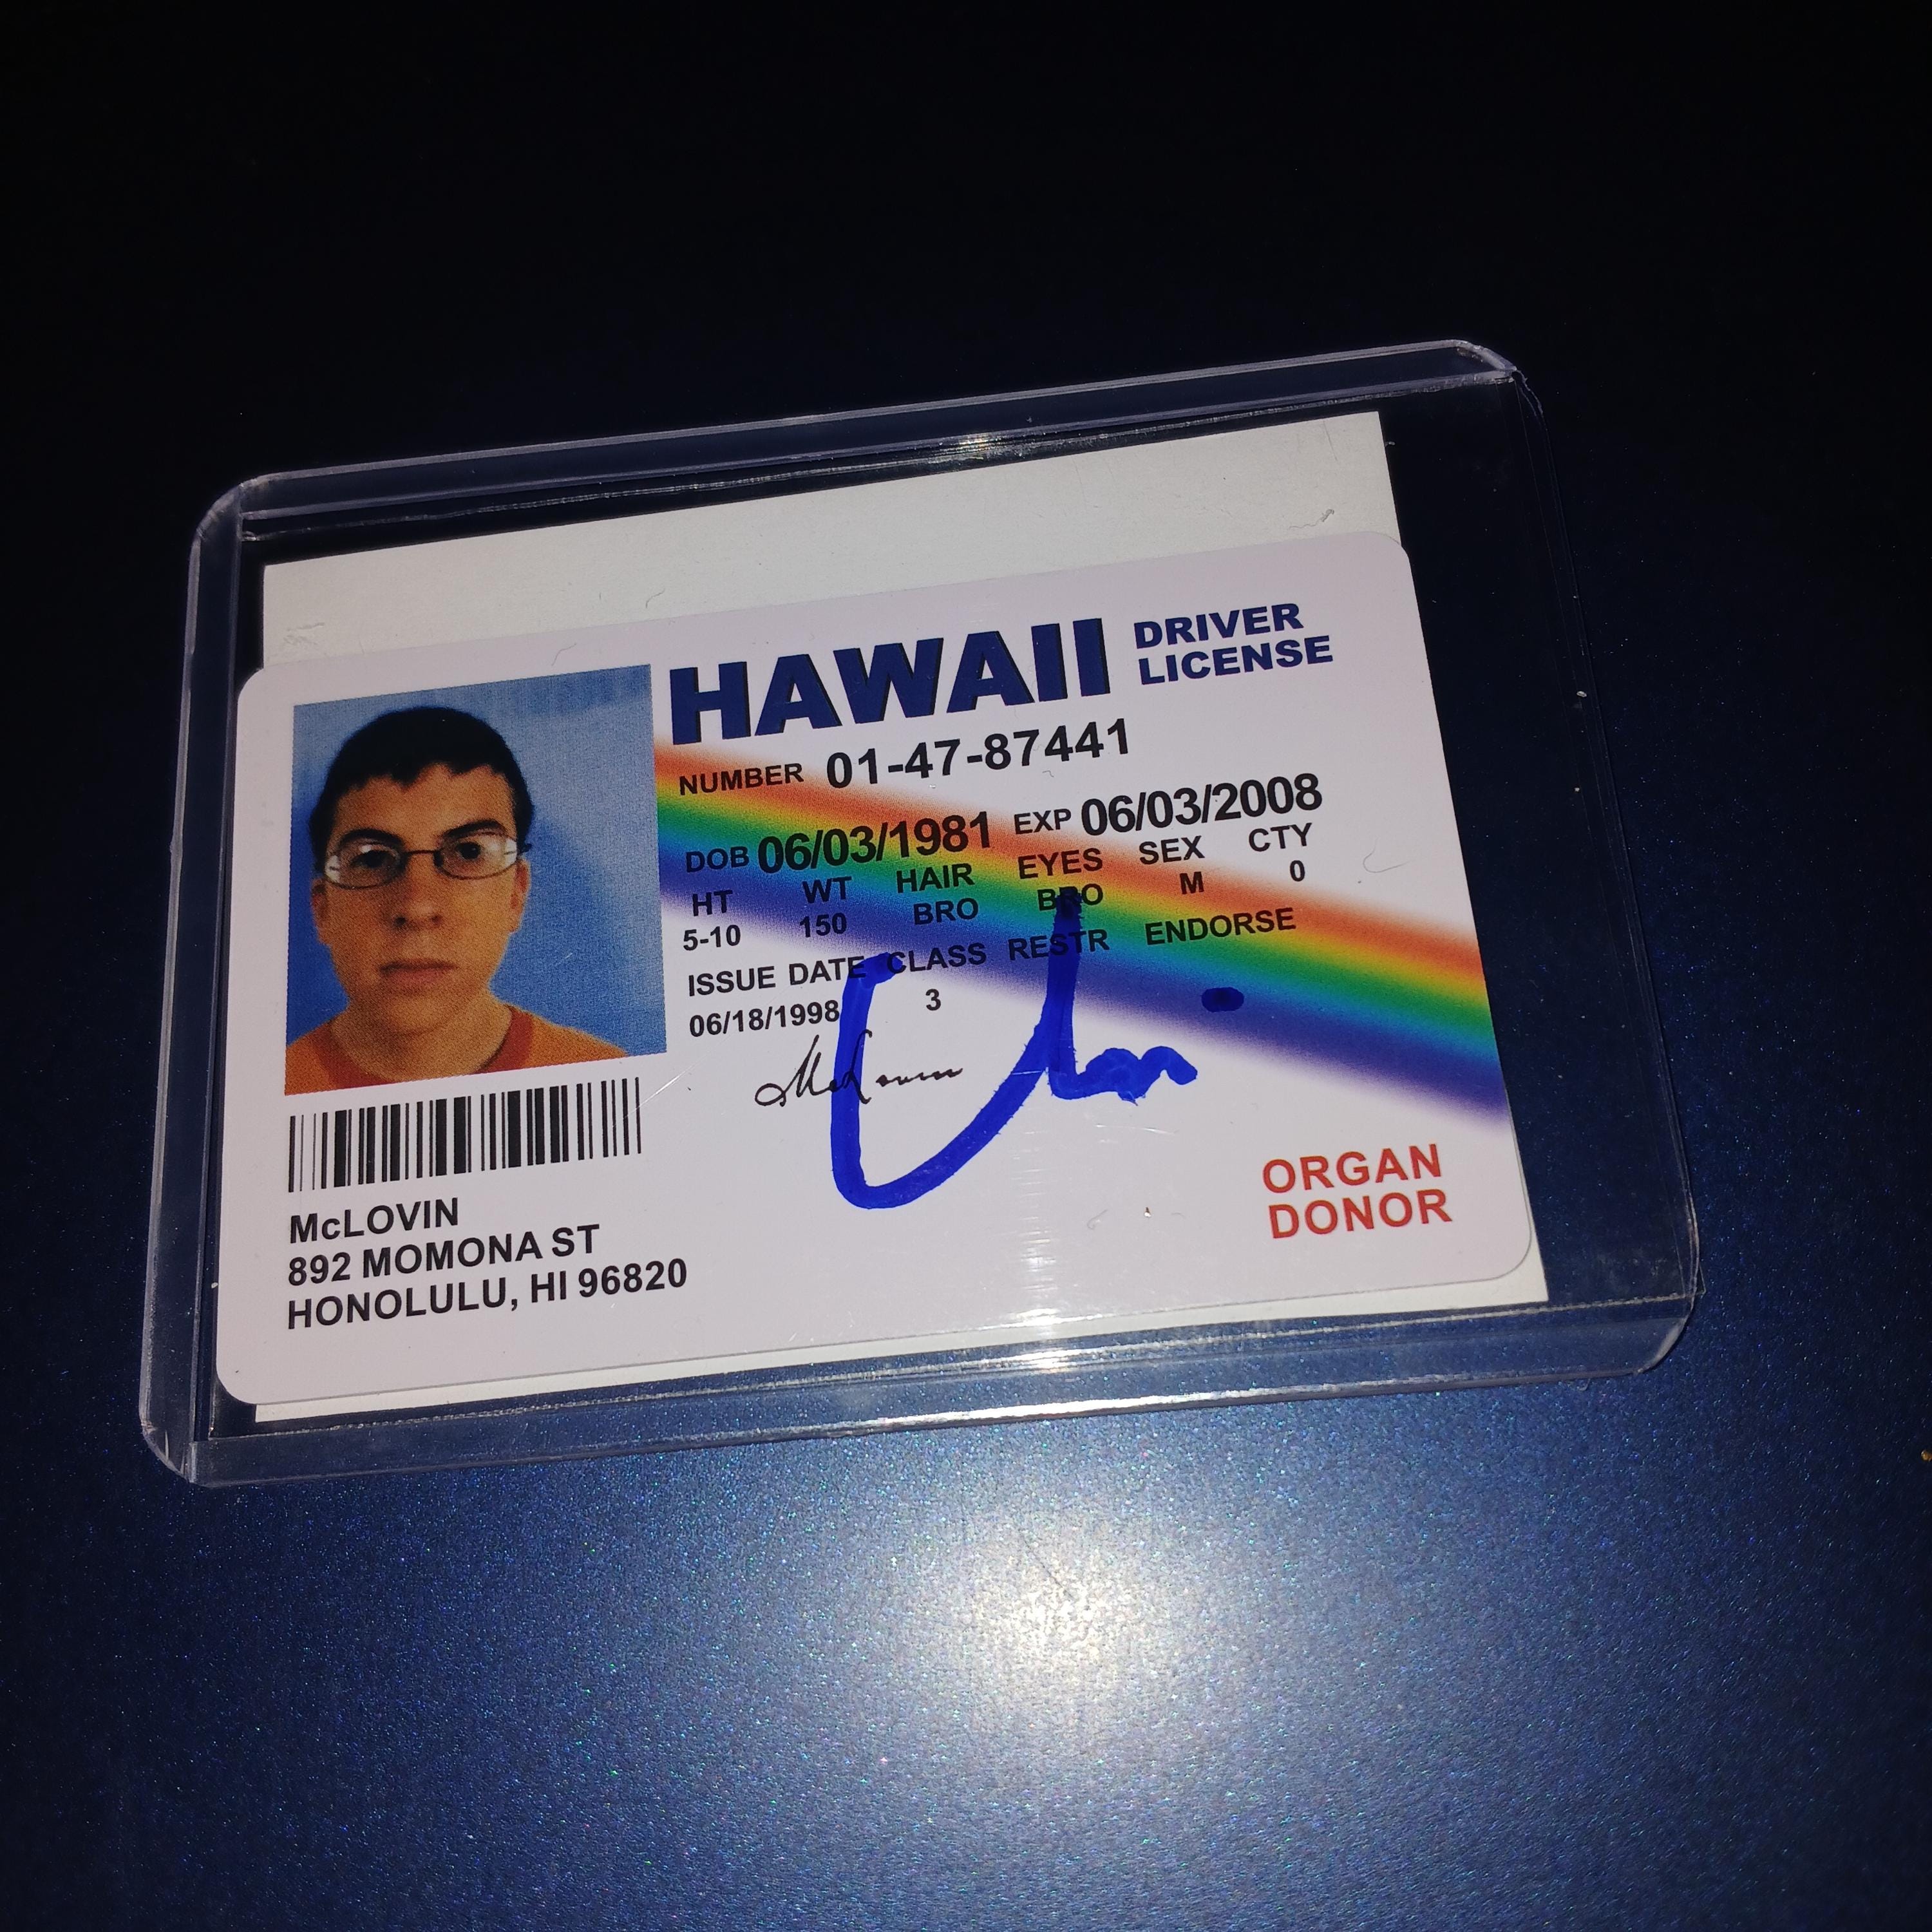 HAWAII DRIVER LICENSE
NUMBER 01-47-87441
DOB 06/03/1981 EXP 06/03/2008
HT WT HAIR EYES SEX CTY
5-10 150 BRO BRO M 0
ISSUE DATE CLASS RESTR ENDORSE
06/18/1998 3
McLovin
McLOVIN
892 MOMONA ST
HONOLULU, HI 96820
ORGAN
DONOR